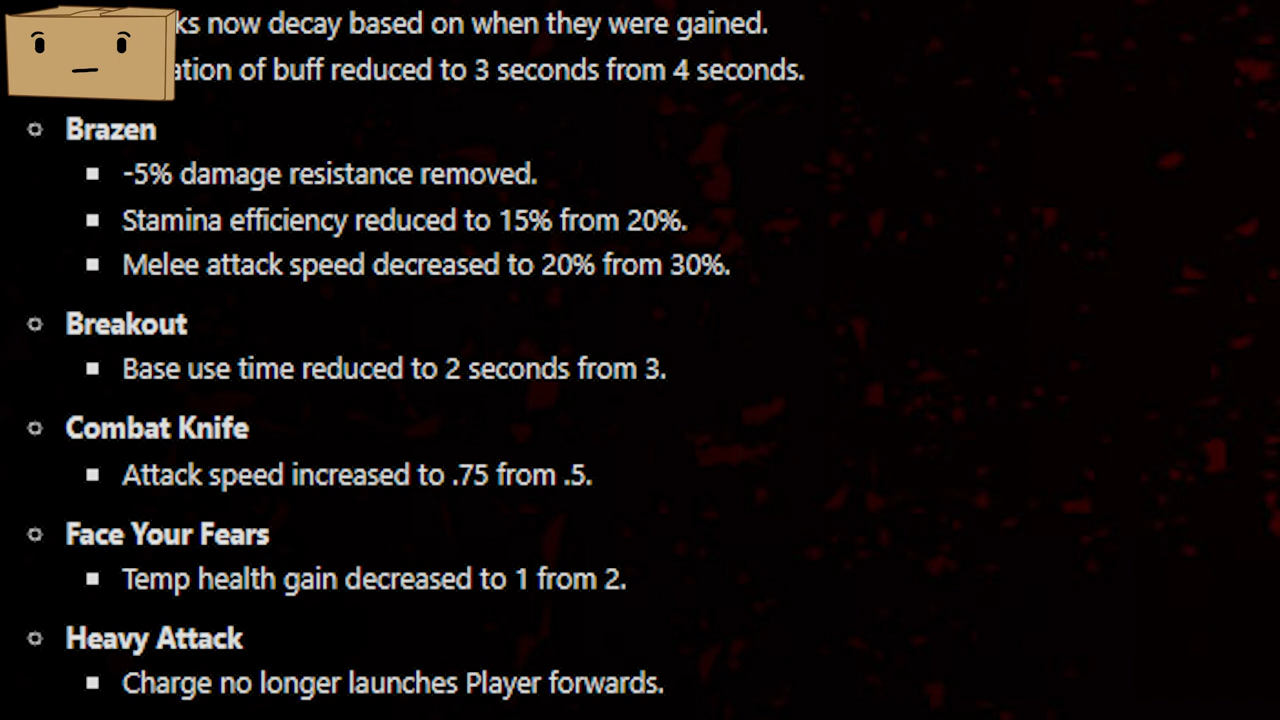 now decay based on when they were gained.
of buff reduced to 3 seconds from 4 seconds.
Brazen
-5% damage resistance removed.
Stamina efficiency reduced to 15% from 20%.
Melee attack speed decreased to 20% from 30%.
Breakout
Base use time reduced to 2 seconds from 3.
Combat Knife
Attack speed increased to .75 from .5.
Face Your Fears
Temp health gain decreased to 1 from 2.
Heavy Attack
Charge no longer launches Player forwards.